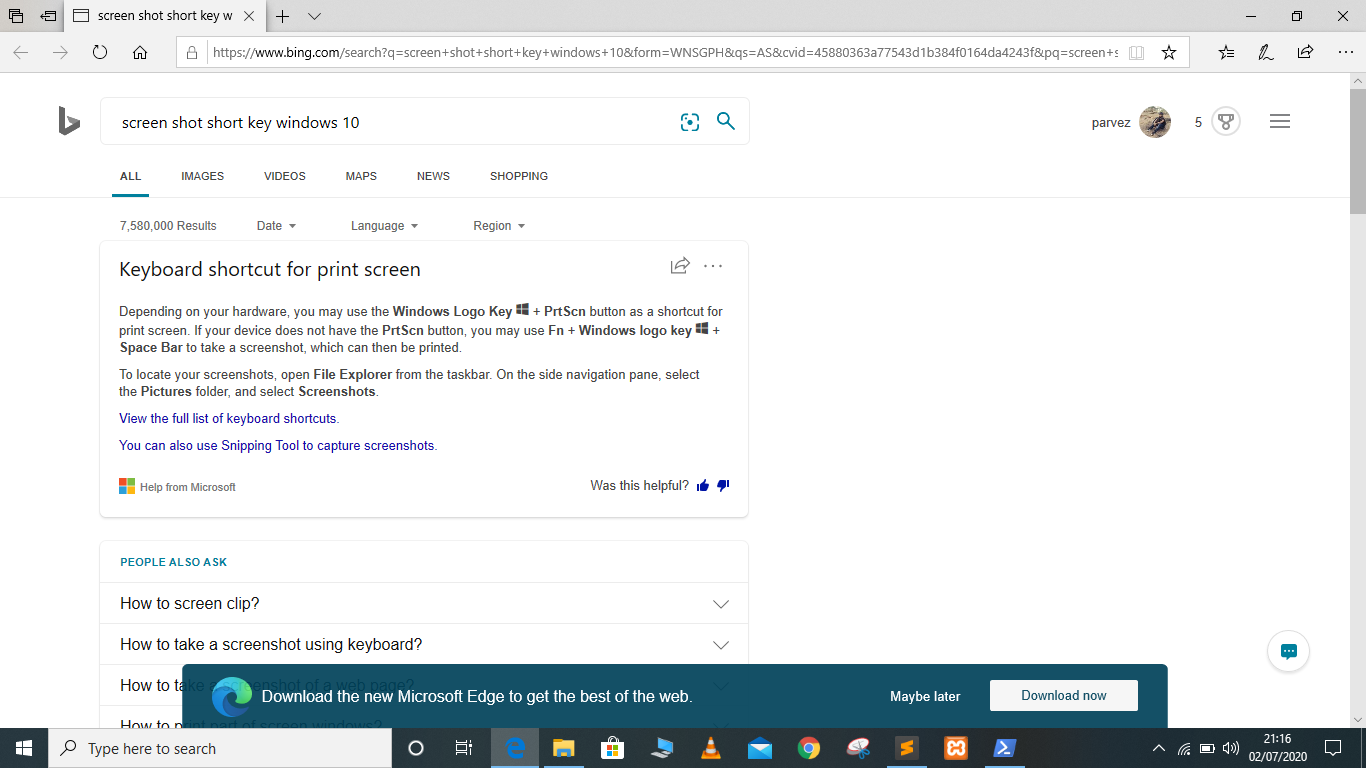 screen shot short key w
https://www.bing.com/search?q=screen+shot+short+key+windows+10&form=WNSGPH&qs=AS&cvid=45880363a77543d1b384f0164da4243f&pq=screen+s
screen shot short key windows 10
parvez 5
ALL IMAGES VIDEOS MAPS NEWS SHOPPING
7,580,000 Results Date Language Region
Keyboard shortcut for print screen
Depending on your hardware, you may use the Windows Logo Key + PrtScn button as a shortcut for
print screen. If your device does not have the PrtScn button, you may use Fn + Windows logo key +
Space Bar to take a screenshot, which can then be printed.
To locate your screenshots, open File Explorer from the taskbar. On the side navigation pane, select
the Pictures folder, and select Screenshots.
View the full list of keyboard shortcuts.
You can also use Snipping Tool to capture screenshots.
Help from Microsoft Was this helpful?
PEOPLE ALSO ASK
How to screen clip?
How to take a screenshot using keyboard?
How to take a screenshot of a web page?
Download the new Microsoft Edge to get the best of the web. Maybe later Download now
How to print part of screen windows?
Type here to search
21:16
02/07/2020